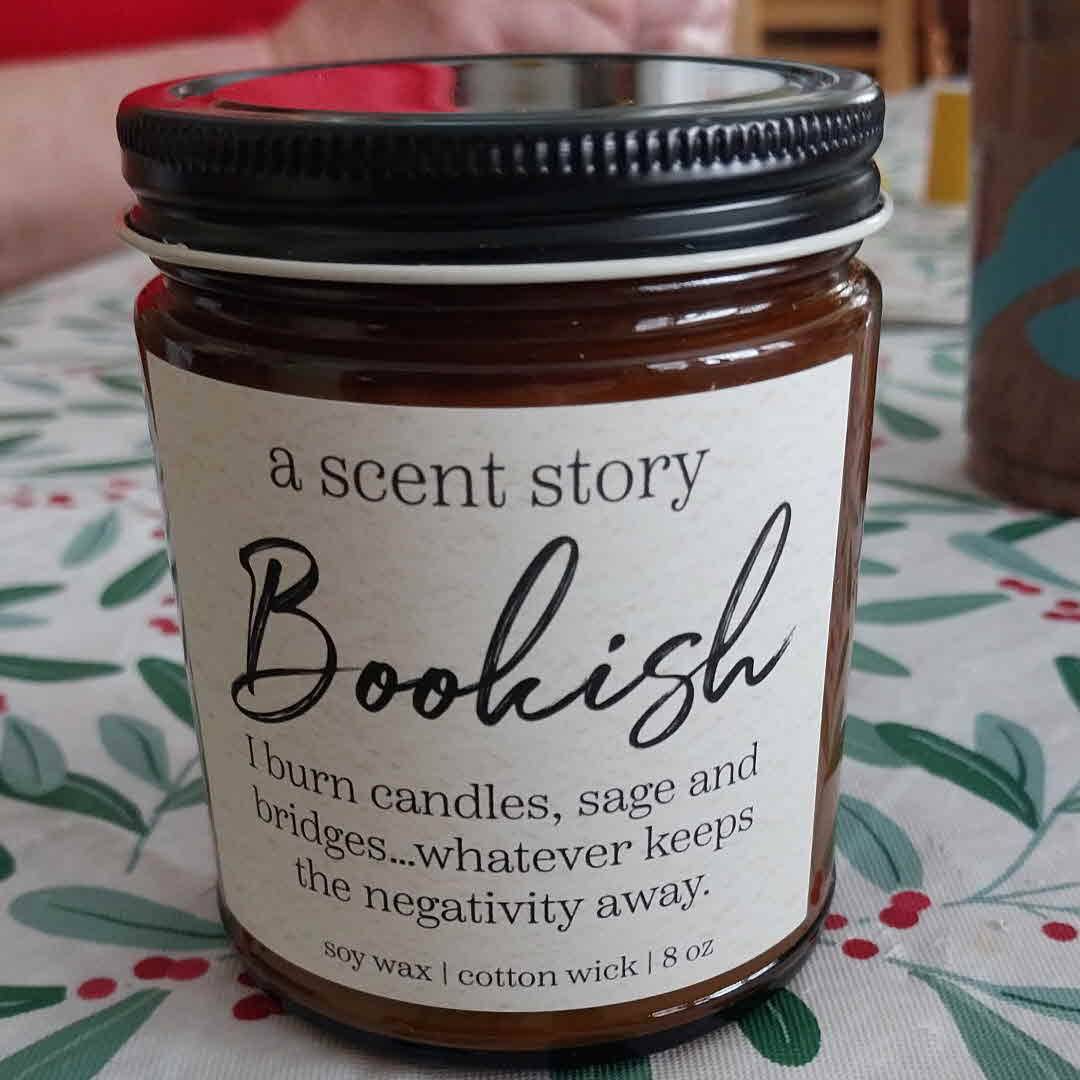 a scent story
Bookish
I burn candles, sage and
bridges...whatever keeps
the negativity away.
soy wax | cotton wick | 8 oz